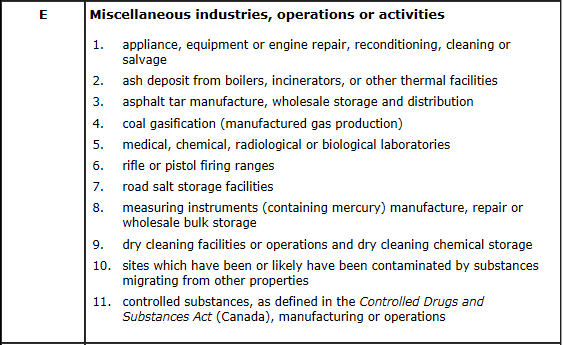 E Miscellaneous industries, operations or activities
1. appliance, equipment or engine repair, reconditioning, cleaning or
salvage
2. ash deposit from boilers, incinerators, or other thermal facilities
3. asphalt tar manufacture, wholesale storage and distribution
4. coal gasification (manufactured gas production)
5. medical, chemical, radiological or biological laboratories
6. rifle or pistol firing ranges
7. road salt storage facilities
8. measuring instruments (containing mercury) manufacture, repair or
wholesale bulk storage
9. dry cleaning facilities or operations and dry cleaning chemical storage
10. sites which have been or likely have been contaminated by substances
migrating from other properties
11. controlled substances, as defined in the Controlled Drugs and
Substances Act (Canada), manufacturing or operations